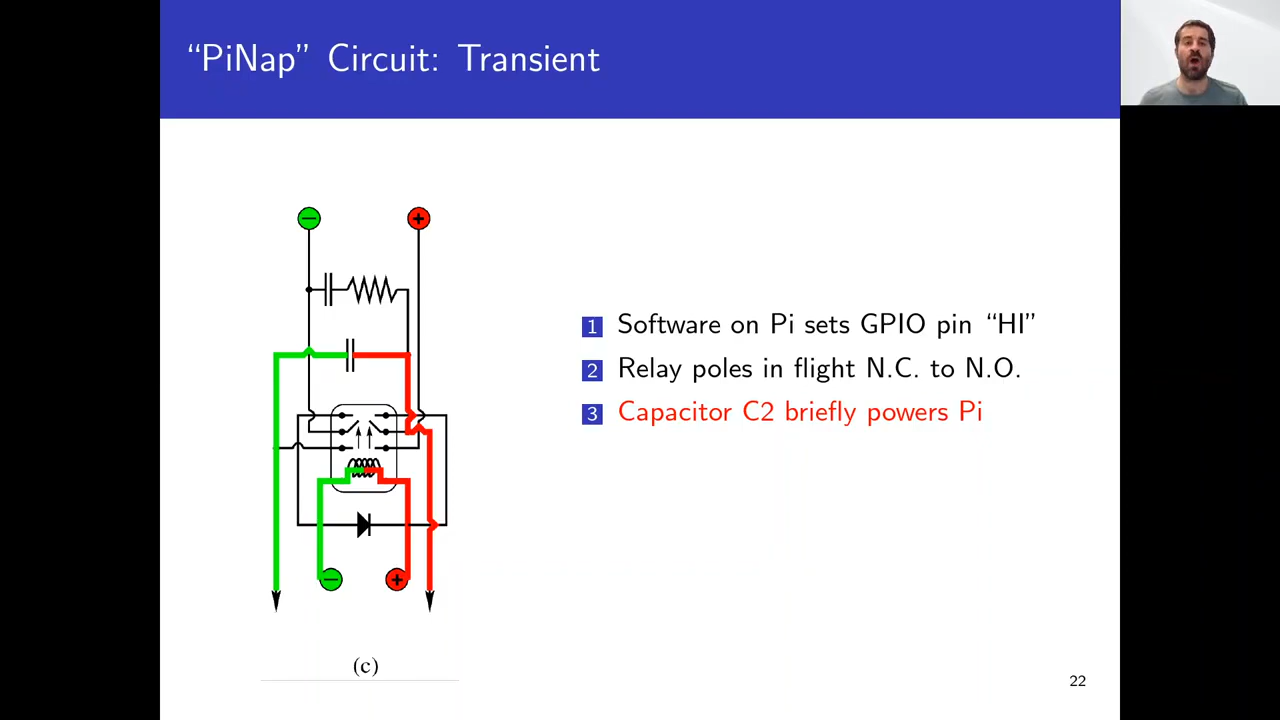 “PiNap” Circuit: Transient
−
+
1 Software on Pi sets GPIO pin “HI”
2 Relay poles in flight N.C. to N.O.
3 Capacitor C2 briefly powers Pi
−
+
(c)
22